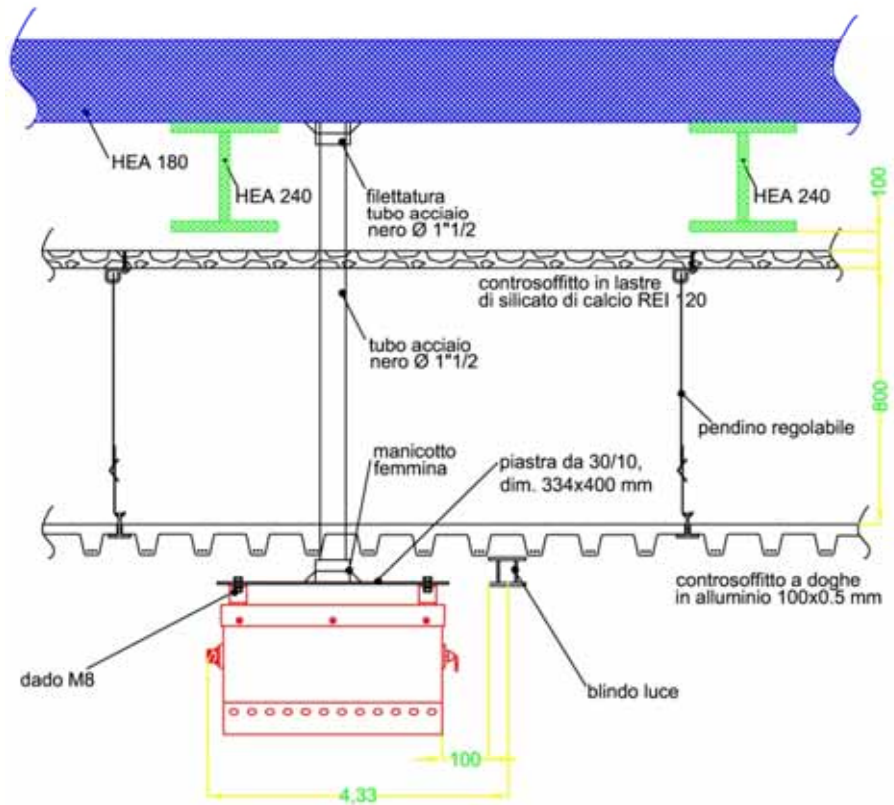 HEA 180
HEA 240
HEA 240
100
filettatura
tubo acciaio
nero Ø 1"1/2
controsoffitto in lastre
di silicato di calcio REI 120
tubo acciaio
nero Ø 1"1/2
800
pendino regolabile
manicotto
femmina
piastra da 30/10,
dim. 334x400 mm
controsoffitto a doghe
in alluminio 100x0.5 mm
dado M8
blindo luce
100
4,33